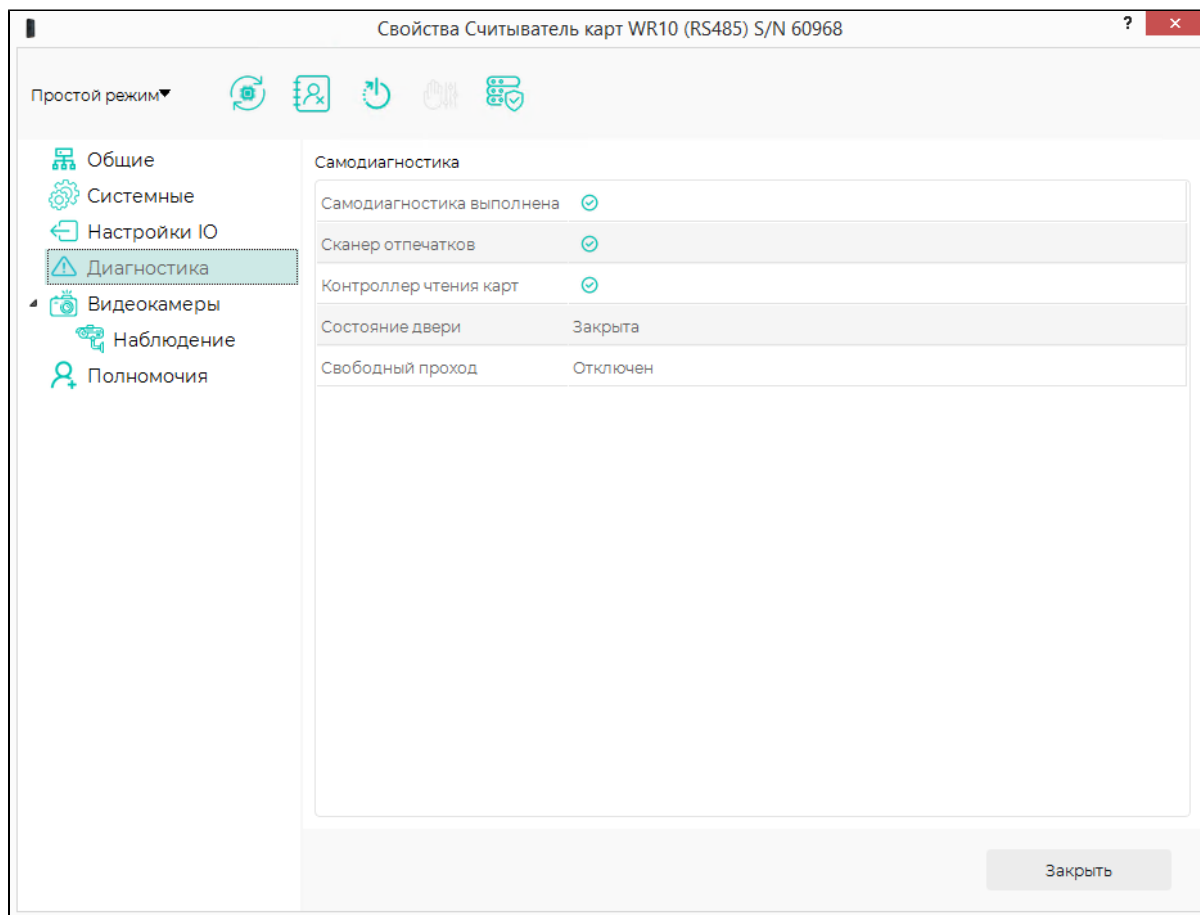 Свойства Считыватель карт WR10 (RS485) S/N 60968 ?
Простой режим
Общие
Системные
Настройки IO
Диагностика
Видеокамеры
Наблюдение
Полномочия
Самодиагностика
Самодиагностика выполнена
Сканер отпечатков
Контроллер чтения карт
Состояние двери Закрыта
Свободный проход Отключен
Закрыть